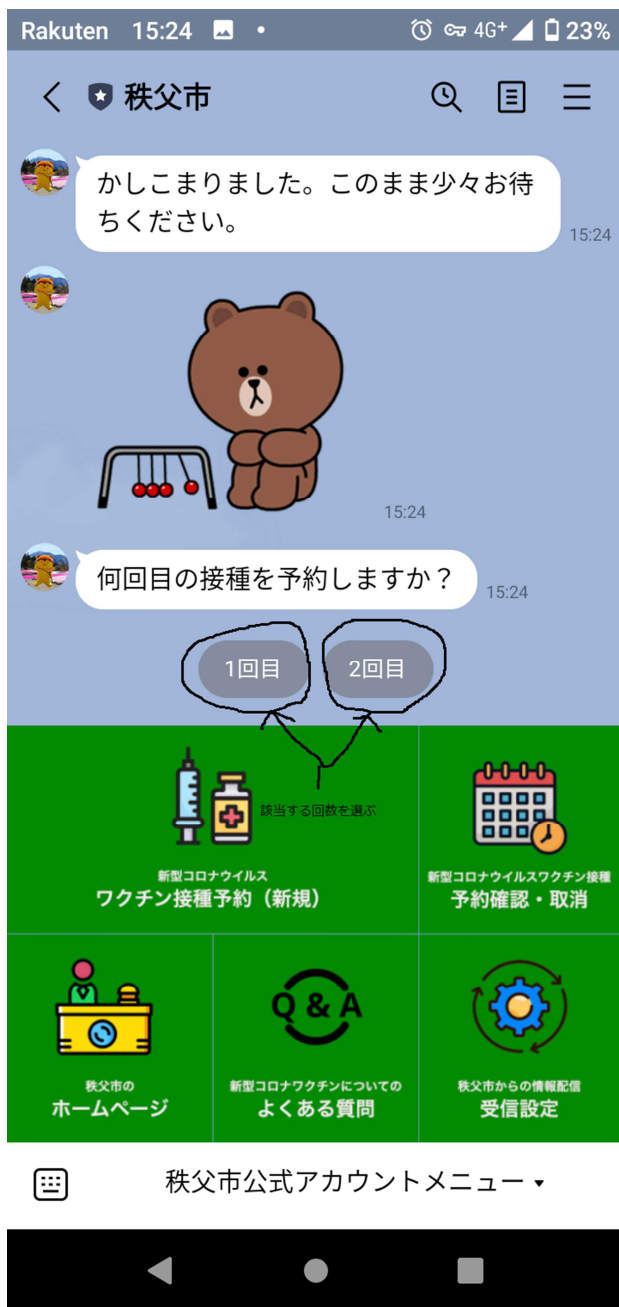 Rakuten 15:24 4G+ 23%
秩父市
かしこまりました。このまま少々お待
ちください。
15:24
15:24
何回目の接種を予約しますか？
15:24
1回目 2回目
該当する回数を選ぶ
新型コロナウイルス
ワクチン接種予約（新規）
新型コロナウイルスワクチン接種
予約確認・取消
秩父市の
ホームページ
Q & A
新型コロナワクチンについての
よくある質問
秩父市からの情報配信
受信設定
秩父市公式アカウントメニュー